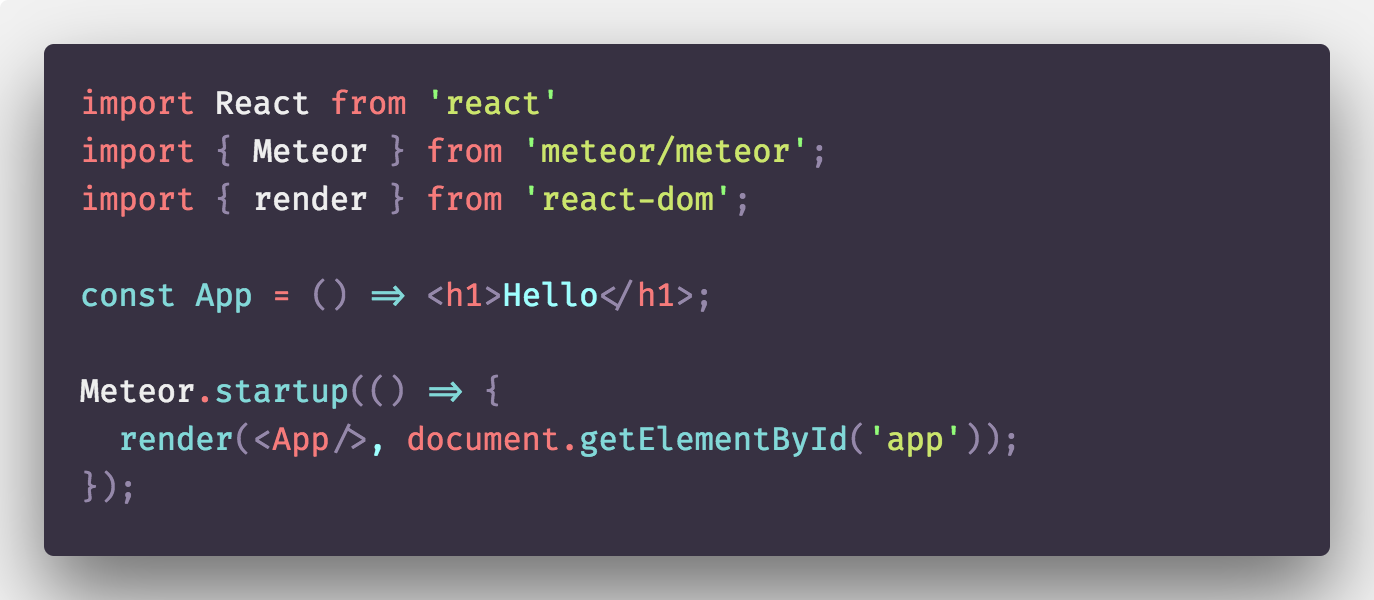 import React from 'react'
import { Meteor } from 'meteor/meteor';
import { render } from 'react-dom';
const App = () => <h1>Hello</h1>;
Meteor.startup(() => {
  render(<App/>, document.getElementById('app'));
});